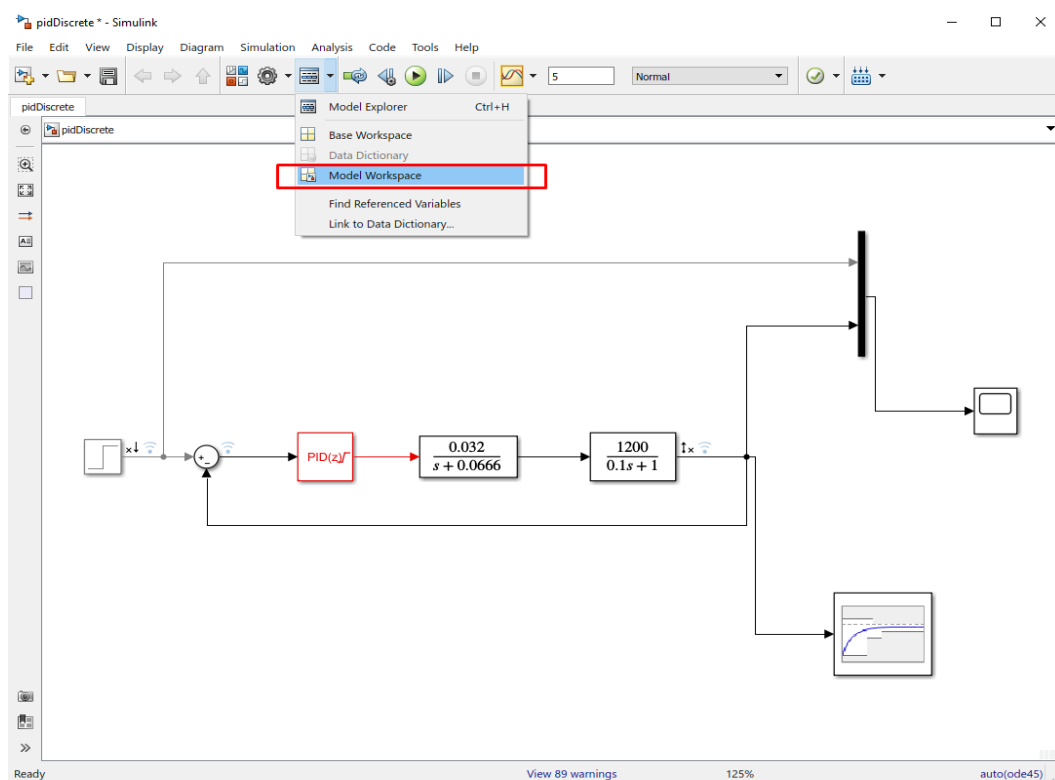 pidDiscrete * - Simulink
File Edit View Display Diagram Simulation Analysis Code Tools Help
5 Normal
pidDiscrete
pidDiscrete
Model Explorer Ctrl+H
Base Workspace
Data Dictionary
Model Workspace
Find Referenced Variables
Link to Data Dictionary...
PID(z)
0.032
s + 0.0666
1200
0.1s + 1
Ready View 89 warnings 125% auto(ode45)